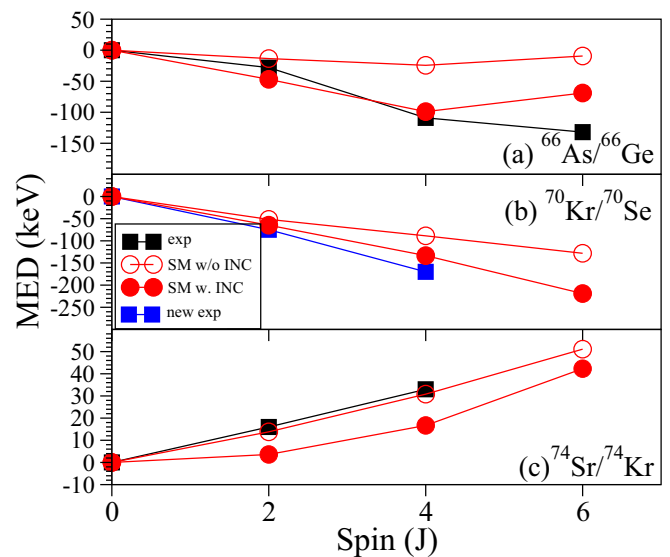 50
0
-50
-100
-150
(a) ⁶⁶As/⁶⁶Ge
0
-50
-100
-150
-200
-250
(b) ⁷⁰Kr/⁷⁰Se
exp
SM w/o INC
SM w. INC
new exp
MED (keV)
50
40
30
20
10
0
-10
(c) ⁷⁴Sr/⁷⁴Kr
0 2 4 6
Spin (J)